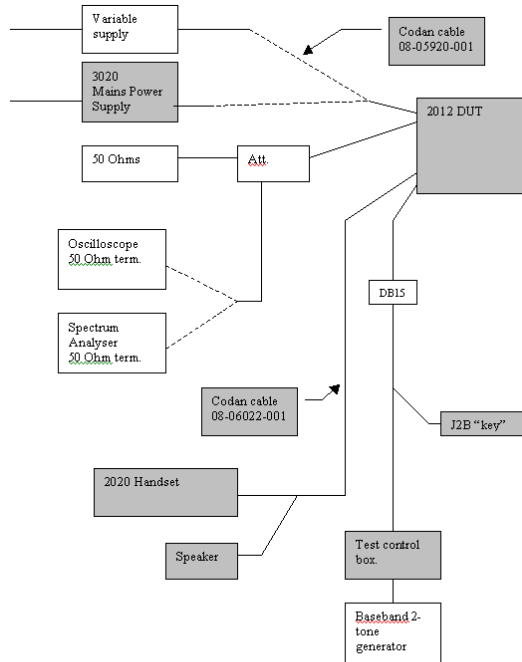 Variable
supply
Codan cable
08-05920-001
3020
Mains Power
Supply
2012 DUT
50 Ohms
Att.
Oscilloscope
50 Ohm term.
DB15
Spectrum
Analyser
50 Ohm term.
Codan cable
08-06022-001
J2B “key”
2020 Handset
Speaker
Test control
box.
Baseband 2-
tone
generator